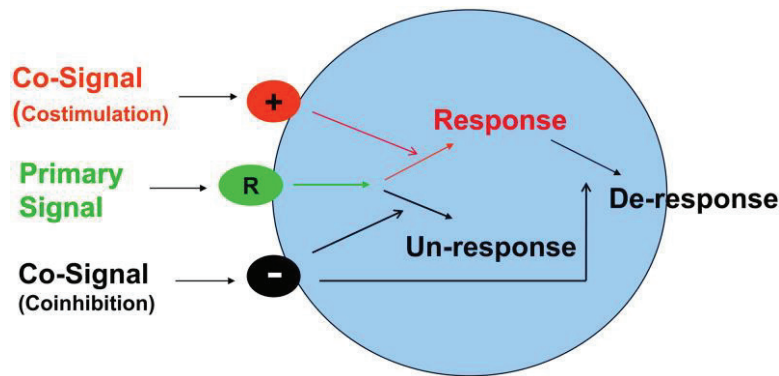 Co-Signal
(Costimulation)
+
Response
Primary
Signal
R
De-response
Un-response
Co-Signal
(Coinhibition)
-